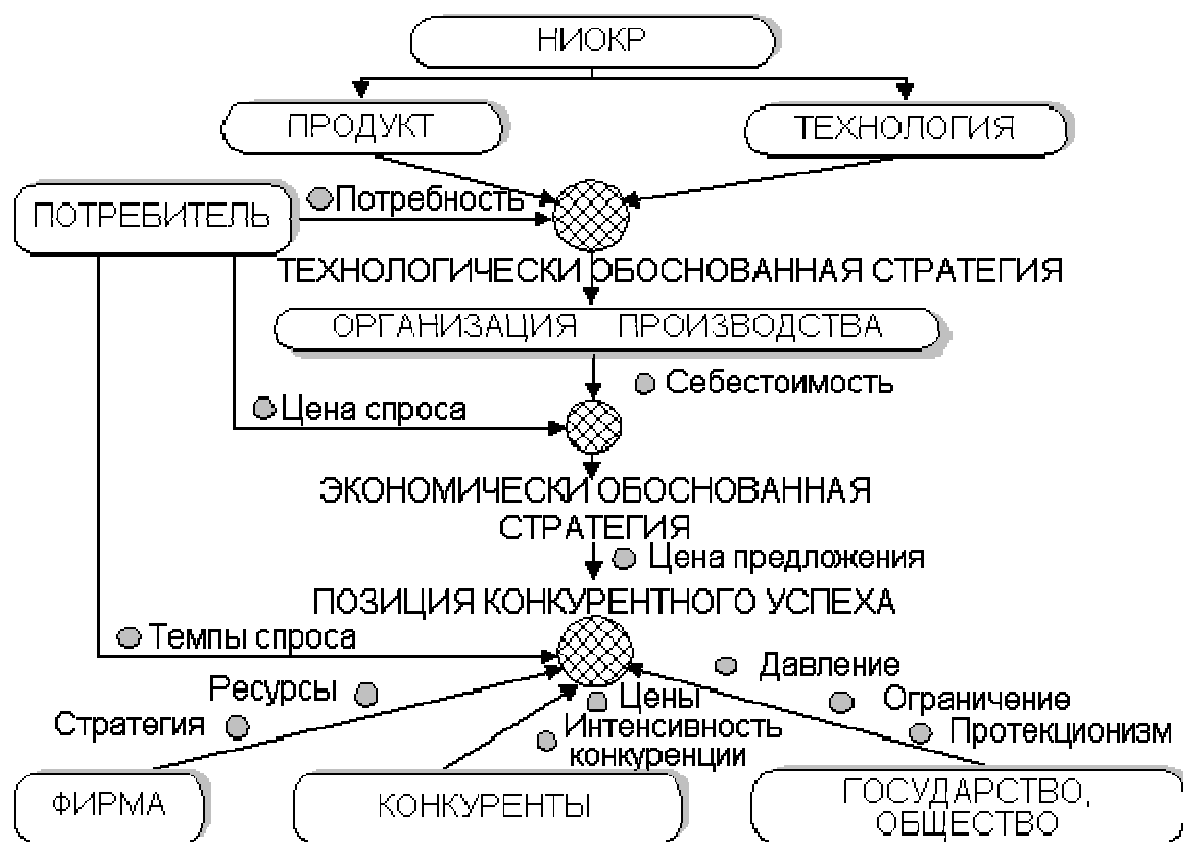 НИОКР
ПРОДУКТ
ТЕХНОЛОГИЯ
ПОТРЕБИТЕЛЬ
Потребность
ТЕХНОЛОГИЧЕСКИ ОБОСНОВАННАЯ СТРАТЕГИЯ
ОРГАНИЗАЦИЯ ПРОИЗВОДСТВА
Себестоимость
Цена спроса
ЭКОНОМИЧЕСКИ ОБОСНОВАННАЯ
СТРАТЕГИЯ
Цена предложения
ПОЗИЦИЯ КОНКУРЕНТНОГО УСПЕХА
Темпы спроса
Ресурсы
Стратегия
Цены
Интенсивность
конкуренции
Давление
Ограничение
Протекционизм
ФИРМА
КОНКУРЕНТЫ
ГОСУДАРСТВО,
ОБЩЕСТВО